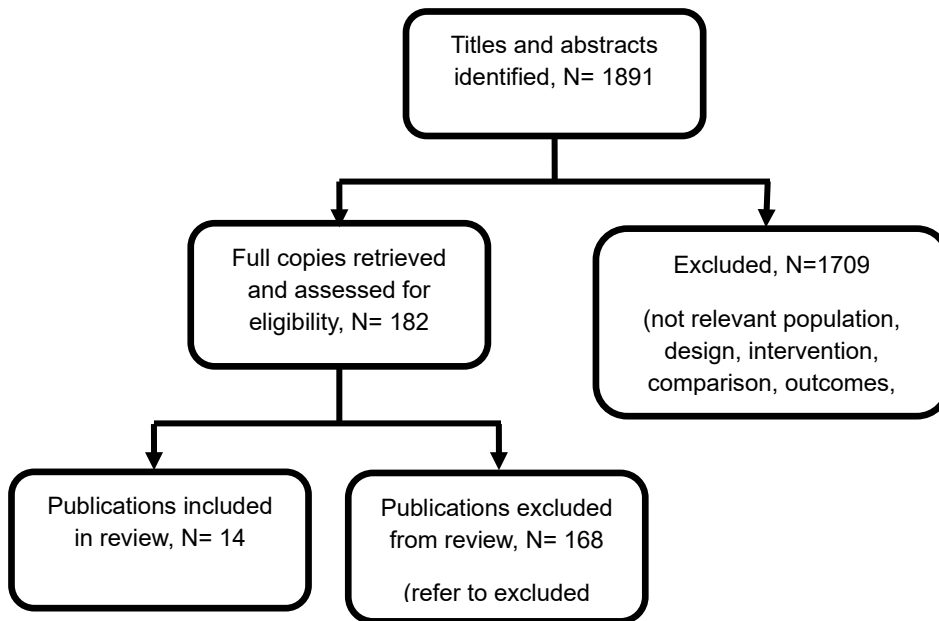 Titles and abstracts
identified, N= 1891
Full copies retrieved
and assessed for
eligibility, N= 182
Excluded, N=1709
(not relevant population,
design, intervention,
comparison, outcomes,
Publications included
in review, N= 14
Publications excluded
from review, N= 168
(refer to excluded